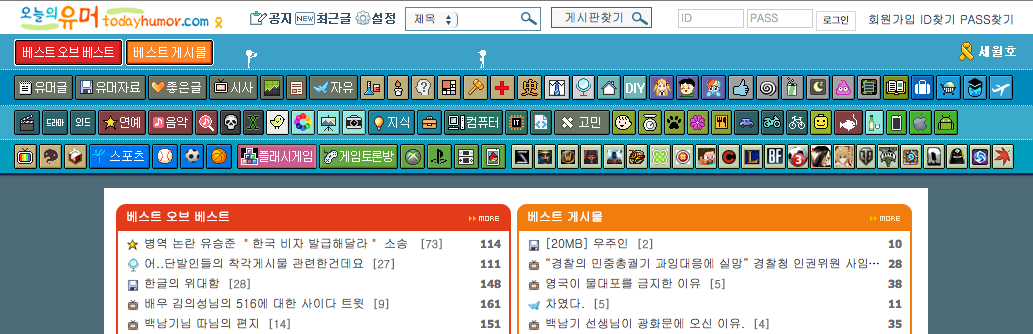 오늘의유머 todayhumor.com 공지 NEW 최근글 설정 제목 게시판찾기 ID PASS 로그인 회원가입 ID찾기 PASS찾기
베스트 오브 베스트 베스트 게시물 세월호
유머글 유머자료 좋은글 시사 자유 DIY
드라마 외드 연예 음악 지식 컴퓨터 고민
스포츠 플래시게임 게임토론방
베스트 오브 베스트 MORE
병역 논란 유승준 "한국 비자 발급해달라" 소송 [73] 114
어..단발인들의 착각게시물 관련한건데요 [27] 111
한글의 위대함 [28] 148
배우 김의성님의 516에 대한 사이다 트윗 [9] 161
백남기님 따님의 편지 [14] 151
베스트 게시물 MORE
[20MB] 우주인 [2] 10
“경찰의 민중총궐기 과잉대응에 실망” 경찰청 인권위원 사임… 28
영국이 물대포를 금지한 이유 [5] 38
차였다. [5] 11
백남기 선생님이 광화문에 오신 이유. [4] 35